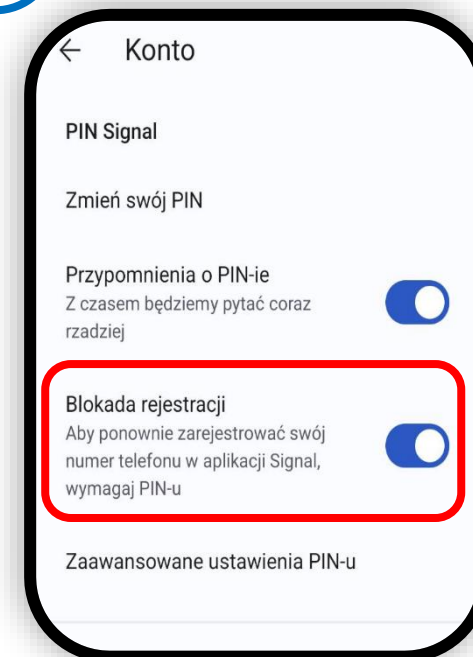 Konto
PIN Signal
Zmień swój PIN
Przypomnienia o PIN-ie
Z czasem będziemy pytać coraz
rzadziej
Blokada rejestracji
Aby ponownie zarejestrować swój
numer telefonu w aplikacji Signal,
wymagaj PIN-u
Zaawansowane ustawienia PIN-u